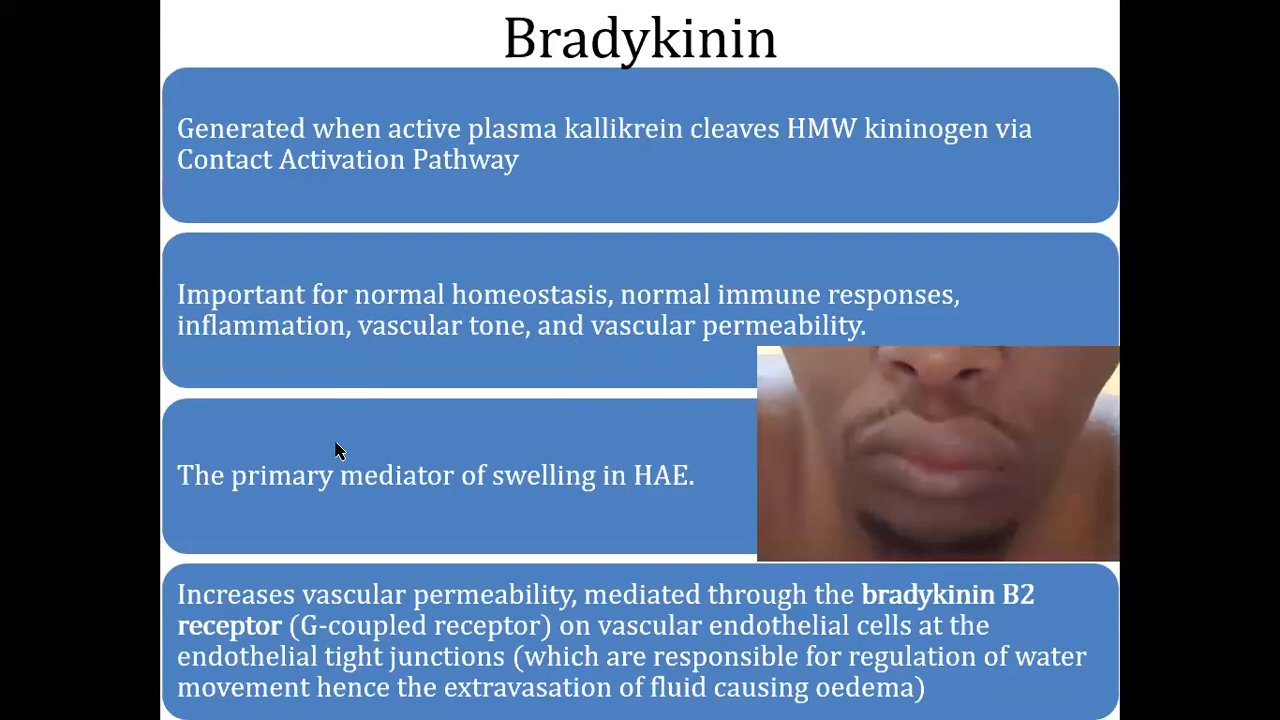 Bradykinin
Generated when active plasma kallikrein cleaves HMW kininogen via
Contact Activation Pathway
Important for normal homeostasis, normal immune responses,
inflammation, vascular tone, and vascular permeability.
The primary mediator of swelling in HAE.
Increases vascular permeability, mediated through the bradykinin B2
receptor (G-coupled receptor) on vascular endothelial cells at the
endothelial tight junctions (which are responsible for regulation of water
movement hence the extravasation of fluid causing oedema)